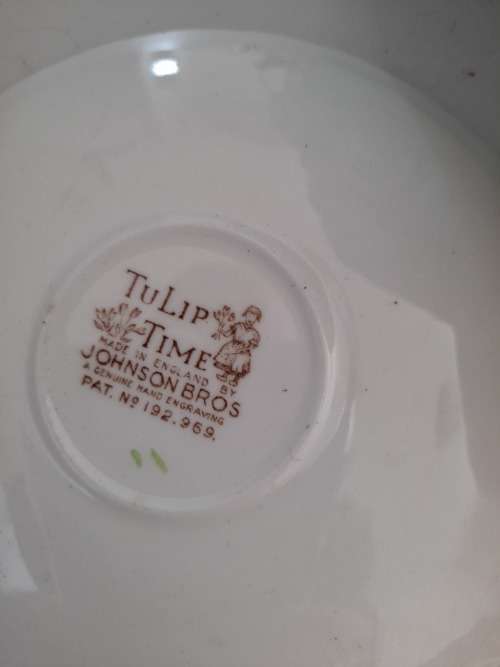 TULIP
TIME
MADE IN ENGLAND BY
JOHNSON BROS
A GENUINE HAND ENGRAVING
PAT. Nº 192.969.